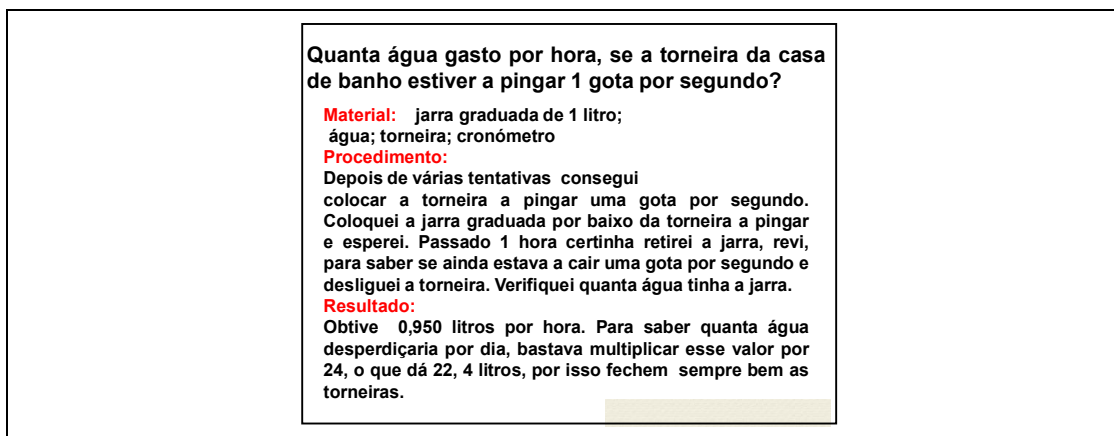 Quanta água gasto por hora, se a torneira da casa
de banho estiver a pingar 1 gota por segundo?
Material: jarra graduada de 1 litro;
água; torneira; cronómetro
Procedimento:
Depois de várias tentativas consegui
colocar a torneira a pingar uma gota por segundo.
Coloquei a jarra graduada por baixo da torneira a pingar
e esperei. Passado 1 hora certinha retirei a jarra, revi,
para saber se ainda estava a cair uma gota por segundo e
desliguei a torneira. Verifiquei quanta água tinha a jarra.
Resultado:
Obtive 0,950 litros por hora. Para saber quanta água
desperdiçaria por dia, bastava multiplicar esse valor por
24, o que dá 22, 4 litros, por isso fechem sempre bem as
torneiras.